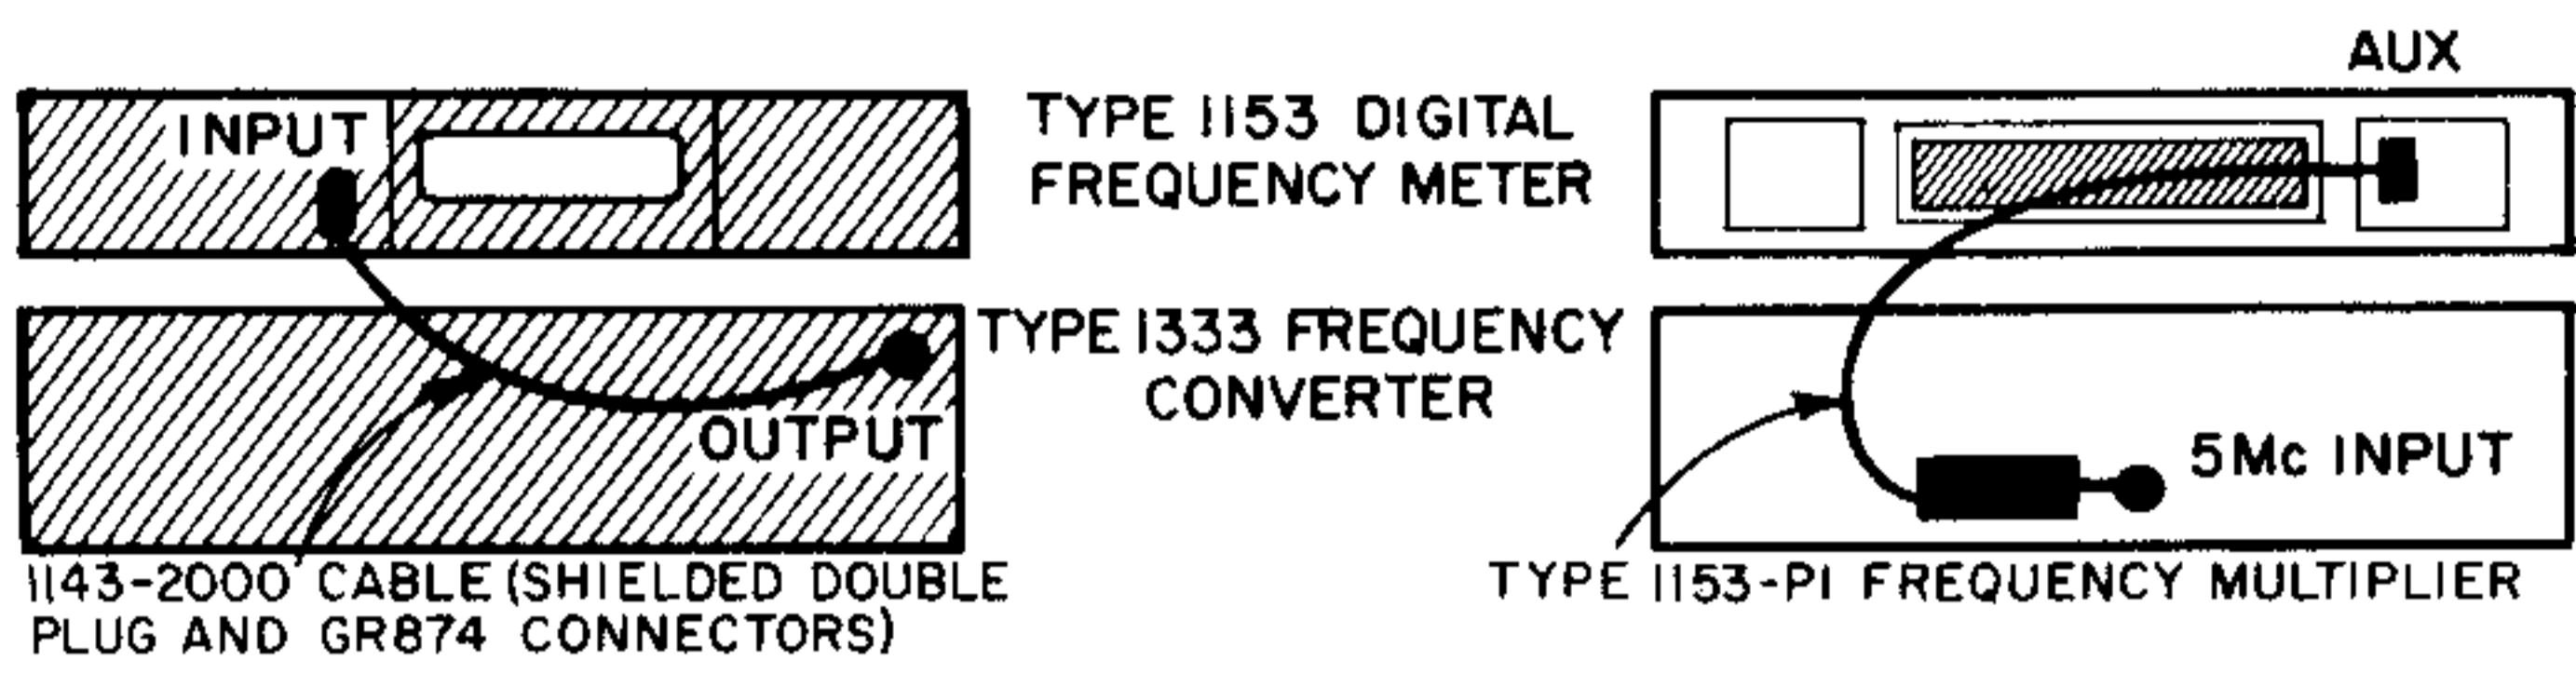 AUX
INPUT
TYPE 1153 DIGITAL
FREQUENCY METER
TYPE 1333 FREQUENCY
CONVERTER
OUTPUT
5Mc INPUT
1143-2000 CABLE (SHIELDED DOUBLE
PLUG AND GR874 CONNECTORS)
TYPE 1153-P1 FREQUENCY MULTIPLIER